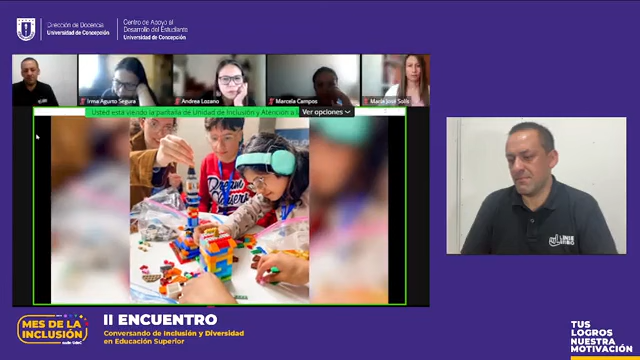 Dirección de Docencia
Universidad de Concepción
Centro de Apoyo al
Desarrollo del Estudiante
Universidad de Concepción
Irma Agurto Segura
Andrea Lozano
Marcela Campos
María José Solís
Usted está viendo la pantalla de Unidad de Inclusión y Atención a
Ver opciones
DREAM
MES DE LA
INCLUSIÓN
II ENCUENTRO
Conversando de Inclusión y Diversidad
en Educación Superior
TUS
LOGROS
NUESTRA
MOTIVACIÓN